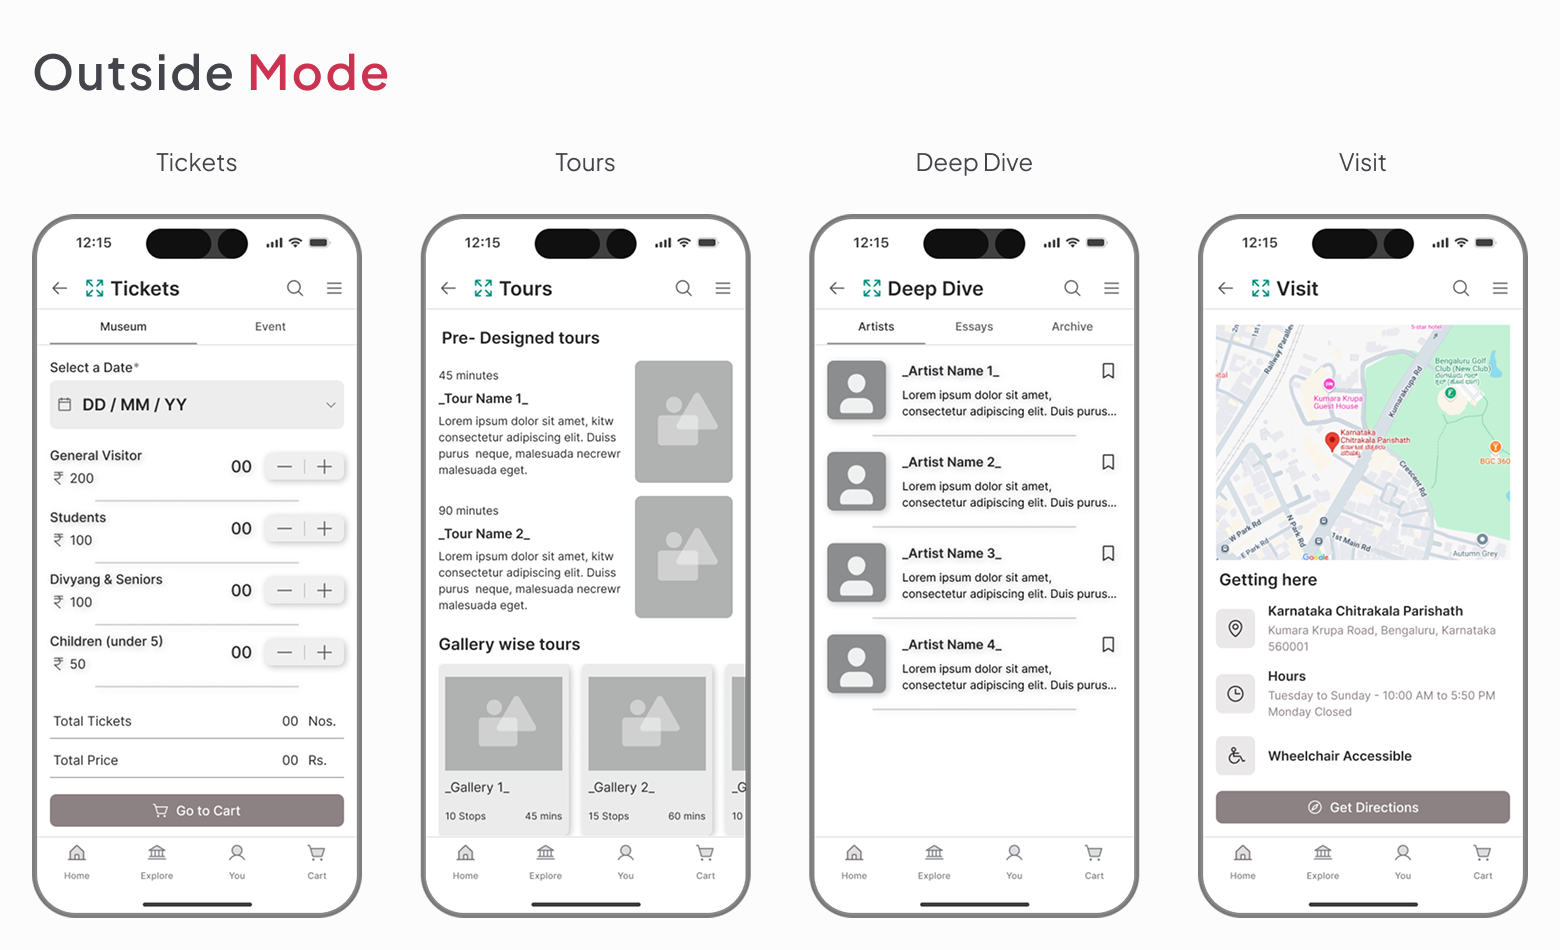 Outside Mode
Tickets
Tours
Deep Dive
Visit
12:15
Tickets
Museum
Event
Select a Date*
DD / MM / YY
General Visitor
₹ 200
00
Students
₹ 100
00
Divyang & Seniors
₹ 100
00
Children (under 5)
₹ 50
00
Total Tickets
00 Nos.
Total Price
00 Rs.
Go to Cart
Home
Explore
You
Cart
12:15
Tours
Pre- Designed tours
45 minutes
_Tour Name 1_
Lorem ipsum dolor sit amet, kitw
consectetur adipiscing elit. Duiss
purus neque, malesuada necrewr
malesuada eget.
90 minutes
_Tour Name 2_
Lorem ipsum dolor sit amet, kitw
consectetur adipiscing elit. Duiss
purus neque, malesuada necrewr
malesuada eget.
Gallery wise tours
_Gallery 1_
10 Stops
45 mins
_Gallery 2_
15 Stops
60 mins
_G
10
Home
Explore
You
Cart
12:15
Deep Dive
Artists
Essays
Archive
_Artist Name 1_
Lorem ipsum dolor sit amet,
consectetur adipiscing elit. Duis purus...
_Artist Name 2_
Lorem ipsum dolor sit amet,
consectetur adipiscing elit. Duis purus...
_Artist Name 3_
Lorem ipsum dolor sit amet,
consectetur adipiscing elit. Duis purus...
_Artist Name 4_
Lorem ipsum dolor sit amet,
consectetur adipiscing elit. Duis purus...
Home
Explore
You
Cart
12:15
Visit
5-star hotel
Railway Parallel
Bengaluru Golf
Club (New Club)
ital
Kumara Krupa
Guest House
Kumarakrupa Rd
Karnataka
Chitrakala Parishath
BGC 360
Crescent Rd
W Park Rd
N Park Rd
E Park Rd
1st Main Rd
Autumn Grey
Google
Getting here
Karnataka Chitrakala Parishath
Kumara Krupa Road, Bengaluru, Karnataka
560001
Hours
Tuesday to Sunday - 10:00 AM to 5:50 PM
Monday Closed
Wheelchair Accessible
Get Directions
Home
Explore
You
Cart